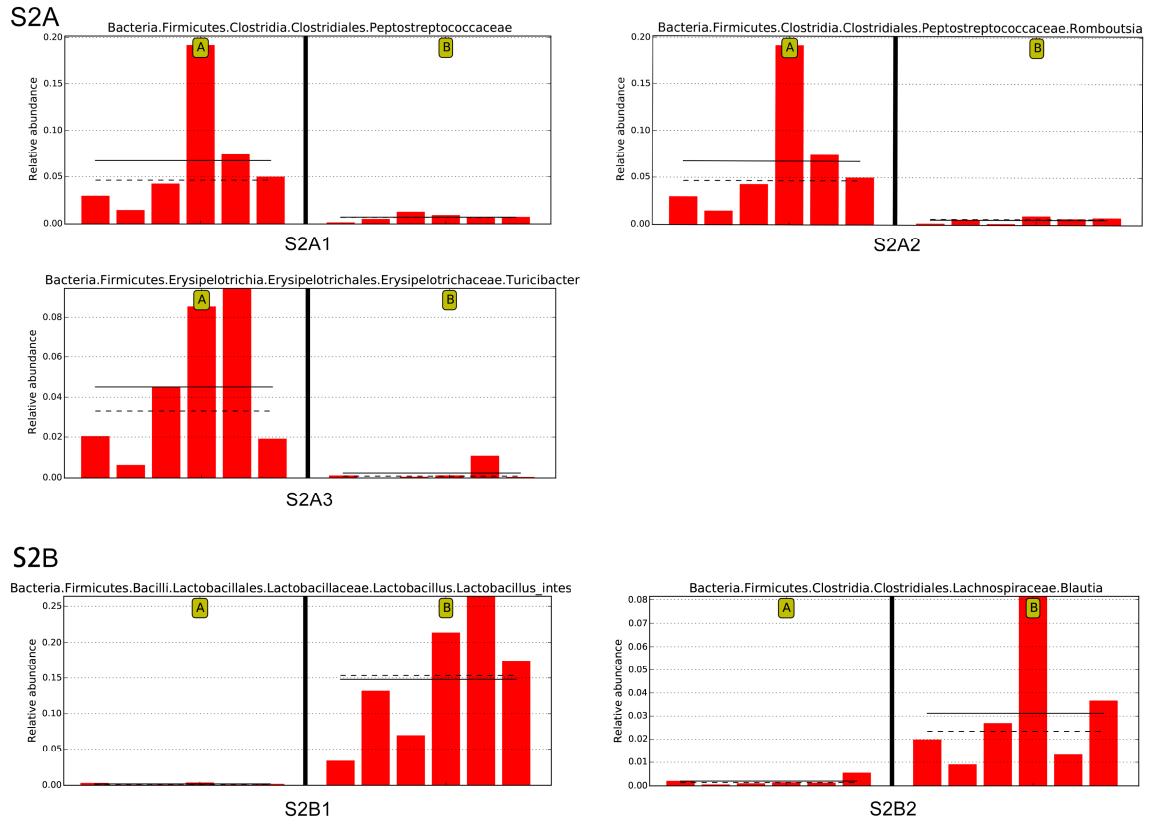 S2A
Bacteria.Firmicutes.Clostridia.Clostridiales.Peptostreptococcaceae
Relative abundance
0.20
0.15
0.10
0.05
0.00
A
B
S2A1
Bacteria.Firmicutes.Clostridia.Clostridiales.Peptostreptococcaceae.Romboutsia
Relative abundance
0.20
0.15
0.10
0.05
0.00
A
B
S2A2
Bacteria.Firmicutes.Erysipelotrichia.Erysipelotrichales.Erysipelotrichaceae.Turicibacter
Relative abundance
0.08
0.06
0.04
0.02
0.00
A
B
S2A3
S2B
Bacteria.Firmicutes.Bacilli.Lactobacillales.Lactobacillaceae.Lactobacillus.Lactobacillus_intes
Relative abundance
0.25
0.20
0.15
0.10
0.05
0.00
A
B
S2B1
Bacteria.Firmicutes.Clostridia.Clostridiales.Lachnospiraceae.Blautia
Relative abundance
0.08
0.07
0.06
0.05
0.04
0.03
0.02
0.01
0.00
A
B
S2B2